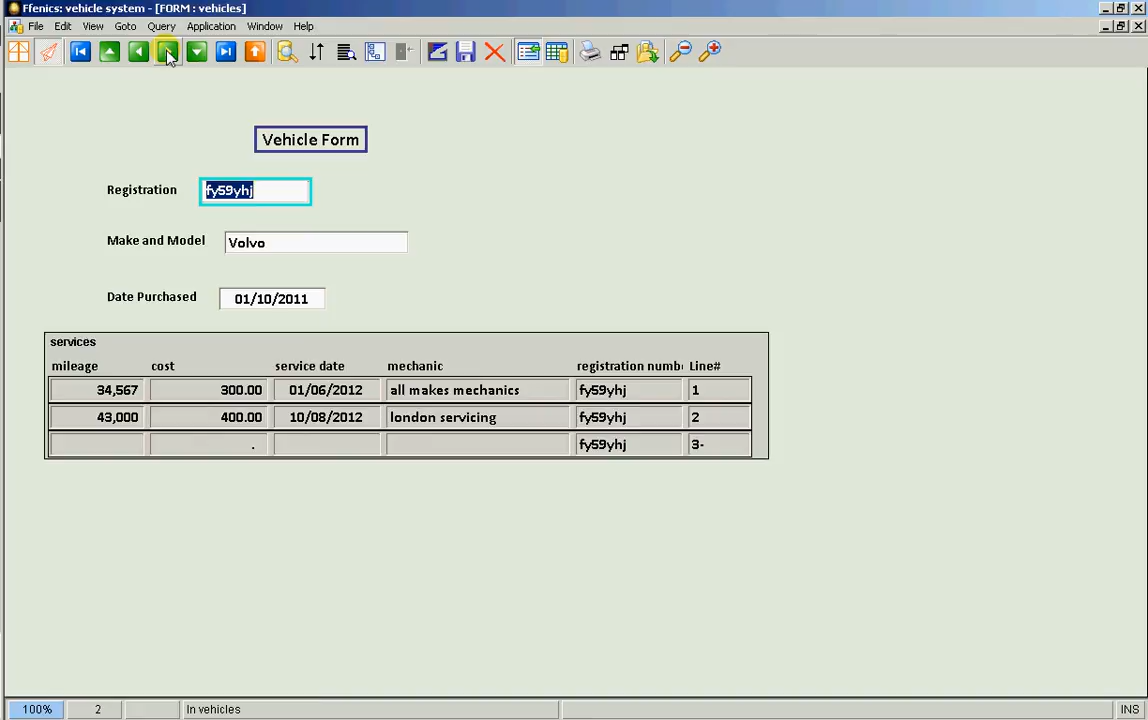 Ffenics: vehicle system - [FORM : vehicles]
File Edit View Goto Query Application Window Help
Vehicle Form
Registration fy59yhj
Make and Model Volvo
Date Purchased 01/10/2011
services
mileage cost service date mechanic registration numb Line#
34,567 300.00 01/06/2012 all makes mechanics fy59yhj 1
43,000 400.00 10/08/2012 london servicing fy59yhj 2
. fy59yhj 3-
100% 2 In vehicles INS